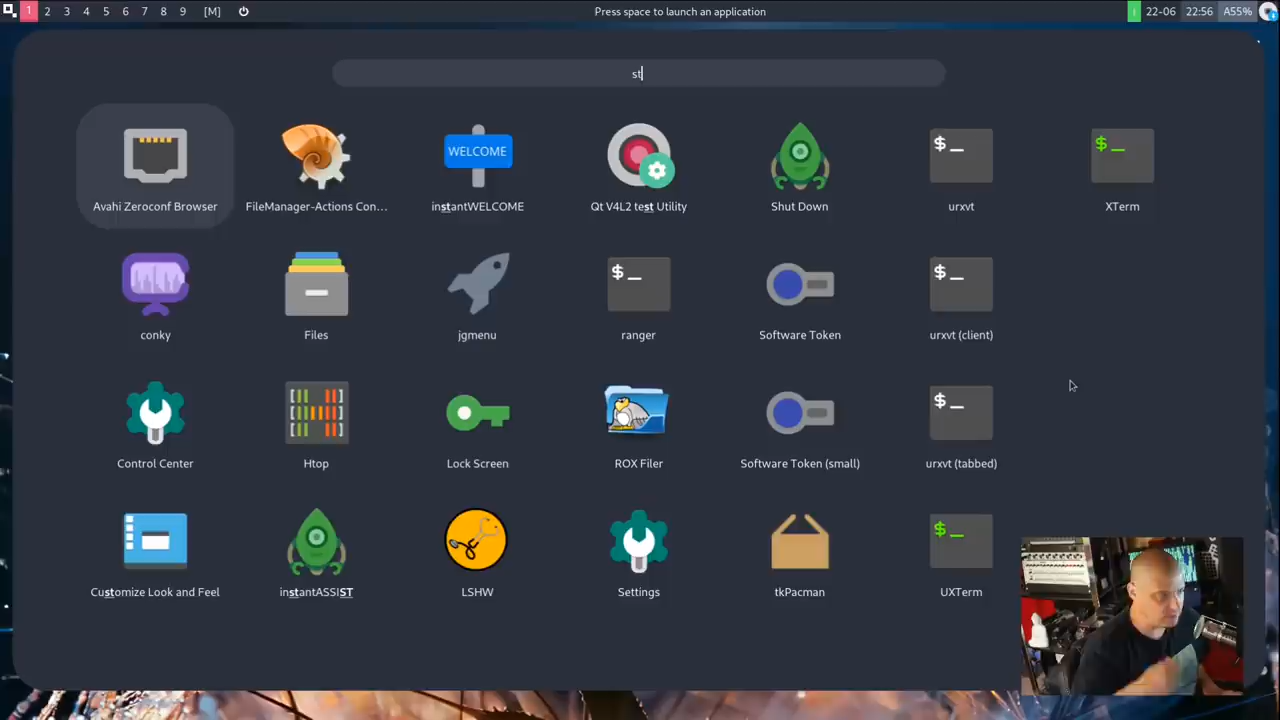 1 2 3 4 5 6 7 8 9 [M] Press space to launch an application 22-06 22:56 A55%
st
WELCOME $_ $_
Avahi Zeroconf Browser FileManager-Actions Con... instantWELCOME Qt V4L2 test Utility Shut Down urxvt XTerm
$_ $_
conky Files jgmenu ranger Software Token urxvt (client)
$_
Control Center Htop Lock Screen ROX Filer Software Token (small) urxvt (tabbed)
$_
Customize Look and Feel instantASSIST LSHW Settings tkPacman UXTerm